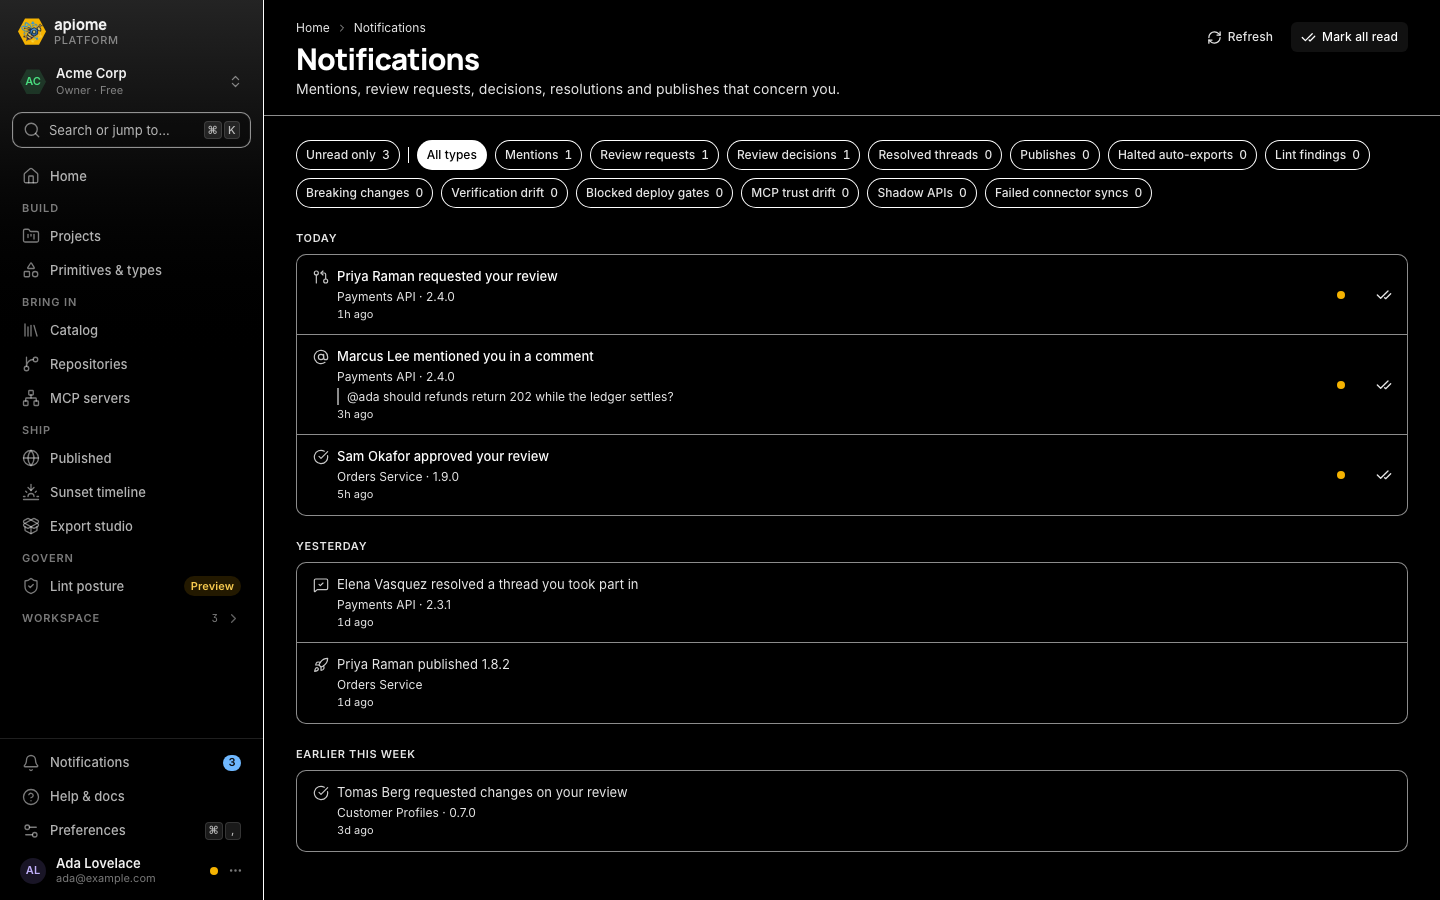 apiome
PLATFORM
AC
Acme Corp
Owner · Free
Search or jump to... ⌘ K
Home
BUILD
Projects
Primitives & types
BRING IN
Catalog
Repositories
MCP servers
SHIP
Published
Sunset timeline
Export studio
GOVERN
Lint posture Preview
WORKSPACE 3
Notifications 3
Help & docs
Preferences ⌘ ,
AL
Ada Lovelace
ada@example.com
Home > Notifications
Notifications
Mentions, review requests, decisions, resolutions and publishes that concern you.
Refresh
Mark all read
Unread only 3 | All types Mentions 1 Review requests 1 Review decisions 1 Resolved threads 0 Publishes 0 Halted auto-exports 0 Lint findings 0
Breaking changes 0 Verification drift 0 Blocked deploy gates 0 MCP trust drift 0 Shadow APIs 0 Failed connector syncs 0
TODAY
Priya Raman requested your review
Payments API · 2.4.0
1h ago
Marcus Lee mentioned you in a comment
Payments API · 2.4.0
@ada should refunds return 202 while the ledger settles?
3h ago
Sam Okafor approved your review
Orders Service · 1.9.0
5h ago
YESTERDAY
Elena Vasquez resolved a thread you took part in
Payments API · 2.3.1
1d ago
Priya Raman published 1.8.2
Orders Service
1d ago
EARLIER THIS WEEK
Tomas Berg requested changes on your review
Customer Profiles · 0.7.0
3d ago